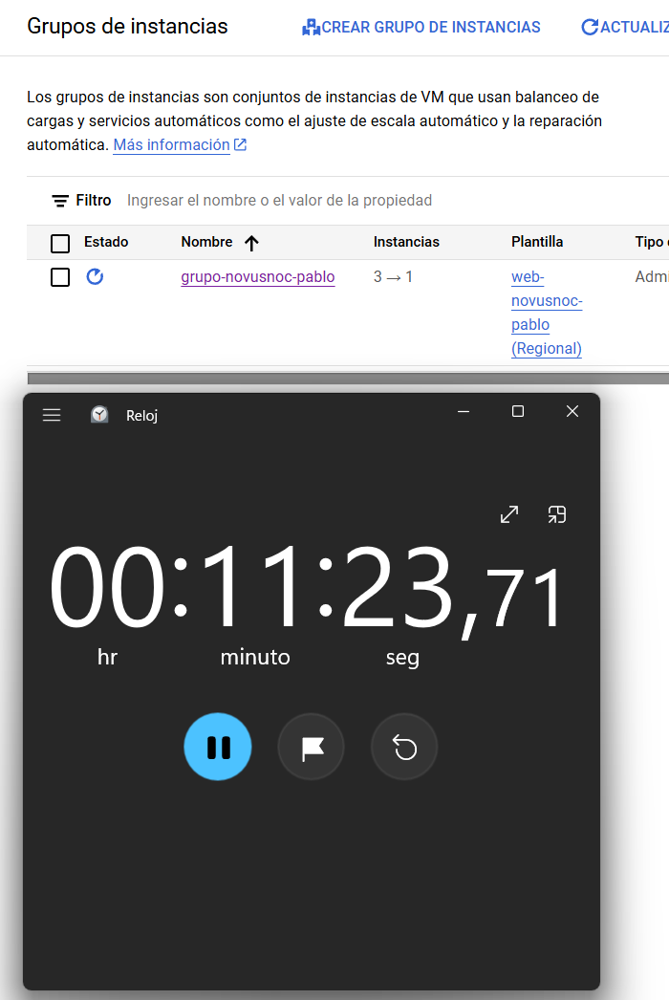 Grupos de instancias CREAR GRUPO DE INSTANCIAS ACTUALIZ
Los grupos de instancias son conjuntos de instancias de VM que usan balanceo de
cargas y servicios automáticos como el ajuste de escala automático y la reparación
automática. Más información
Filtro Ingresar el nombre o el valor de la propiedad
Estado Nombre ↑ Instancias Plantilla Tipo
grupo-novusnoc-pablo 3 → 1 web-
novusnoc-
pablo
(Regional)
Adm
Reloj
00:11:23,71
hr minuto seg